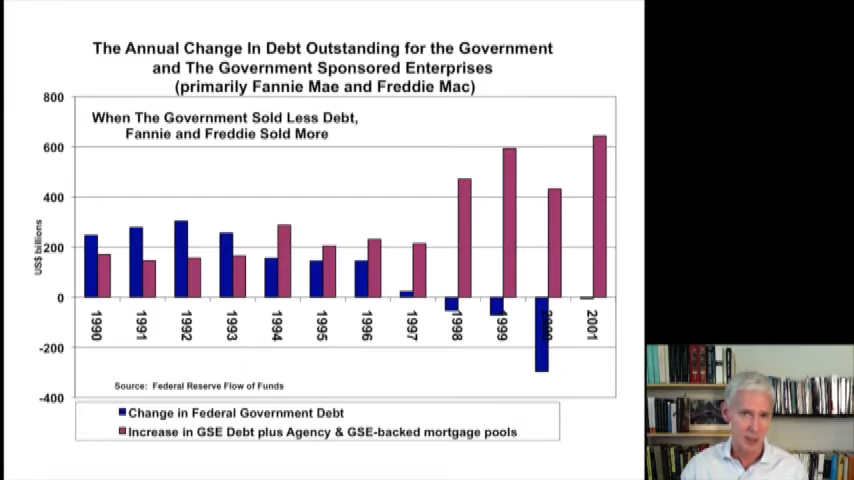 The Annual Change In Debt Outstanding for the Government
and The Government Sponsored Enterprises
(primarily Fannie Mae and Freddie Mac)
800
When The Government Sold Less Debt,
Fannie and Freddie Sold More
600
400
200
0
-200
-400
US$ billions
1990
1991
1992
1993
1994
1995
1996
1997
1998
1999
2000
2001
Source: Federal Reserve Flow of Funds
Change in Federal Government Debt
Increase in GSE Debt plus Agency & GSE-backed mortgage pools